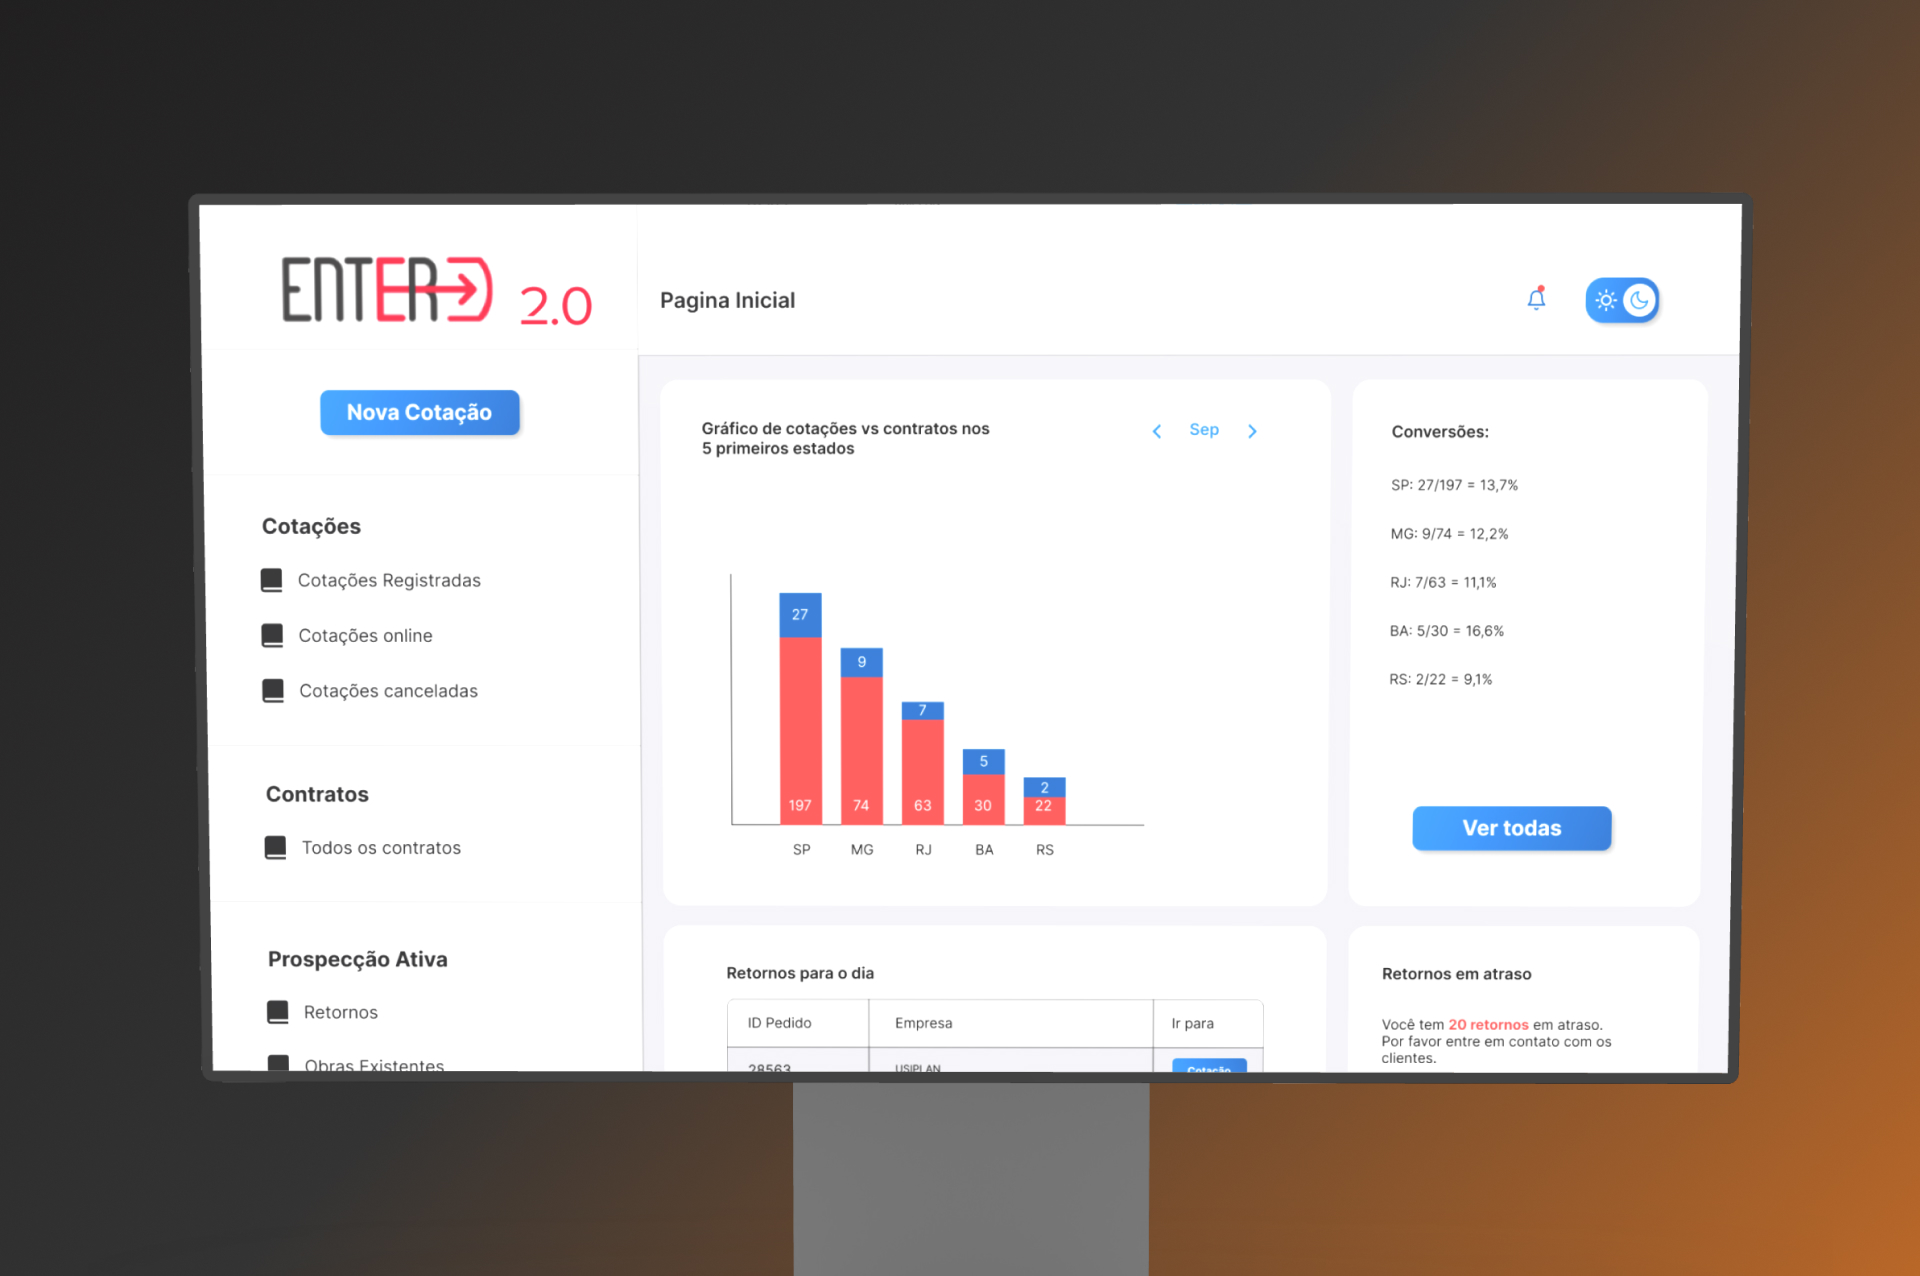 ENTER 2.0
Nova Cotação
Cotações
Cotações Registradas
Cotações online
Cotações canceladas
Contratos
Todos os contratos
Prospecção Ativa
Retornos
Obras Existentes
Pagina Inicial
Gráfico de cotações vs contratos nos
5 primeiros estados
Sep
27
9
7
5
2
197
74
63
30
22
SP
MG
RJ
BA
RS
Conversões:
SP: 27/197 = 13,7%
MG: 9/74 = 12,2%
RJ: 7/63 = 11,1%
BA: 5/30 = 16,6%
RS: 2/22 = 9,1%
Ver todas
Retornos para o dia
ID Pedido Empresa Ir para
28563 USIPLAN Cotação
Retornos em atraso
Você tem 20 retornos em atraso.
Por favor entre em contato com os
clientes.